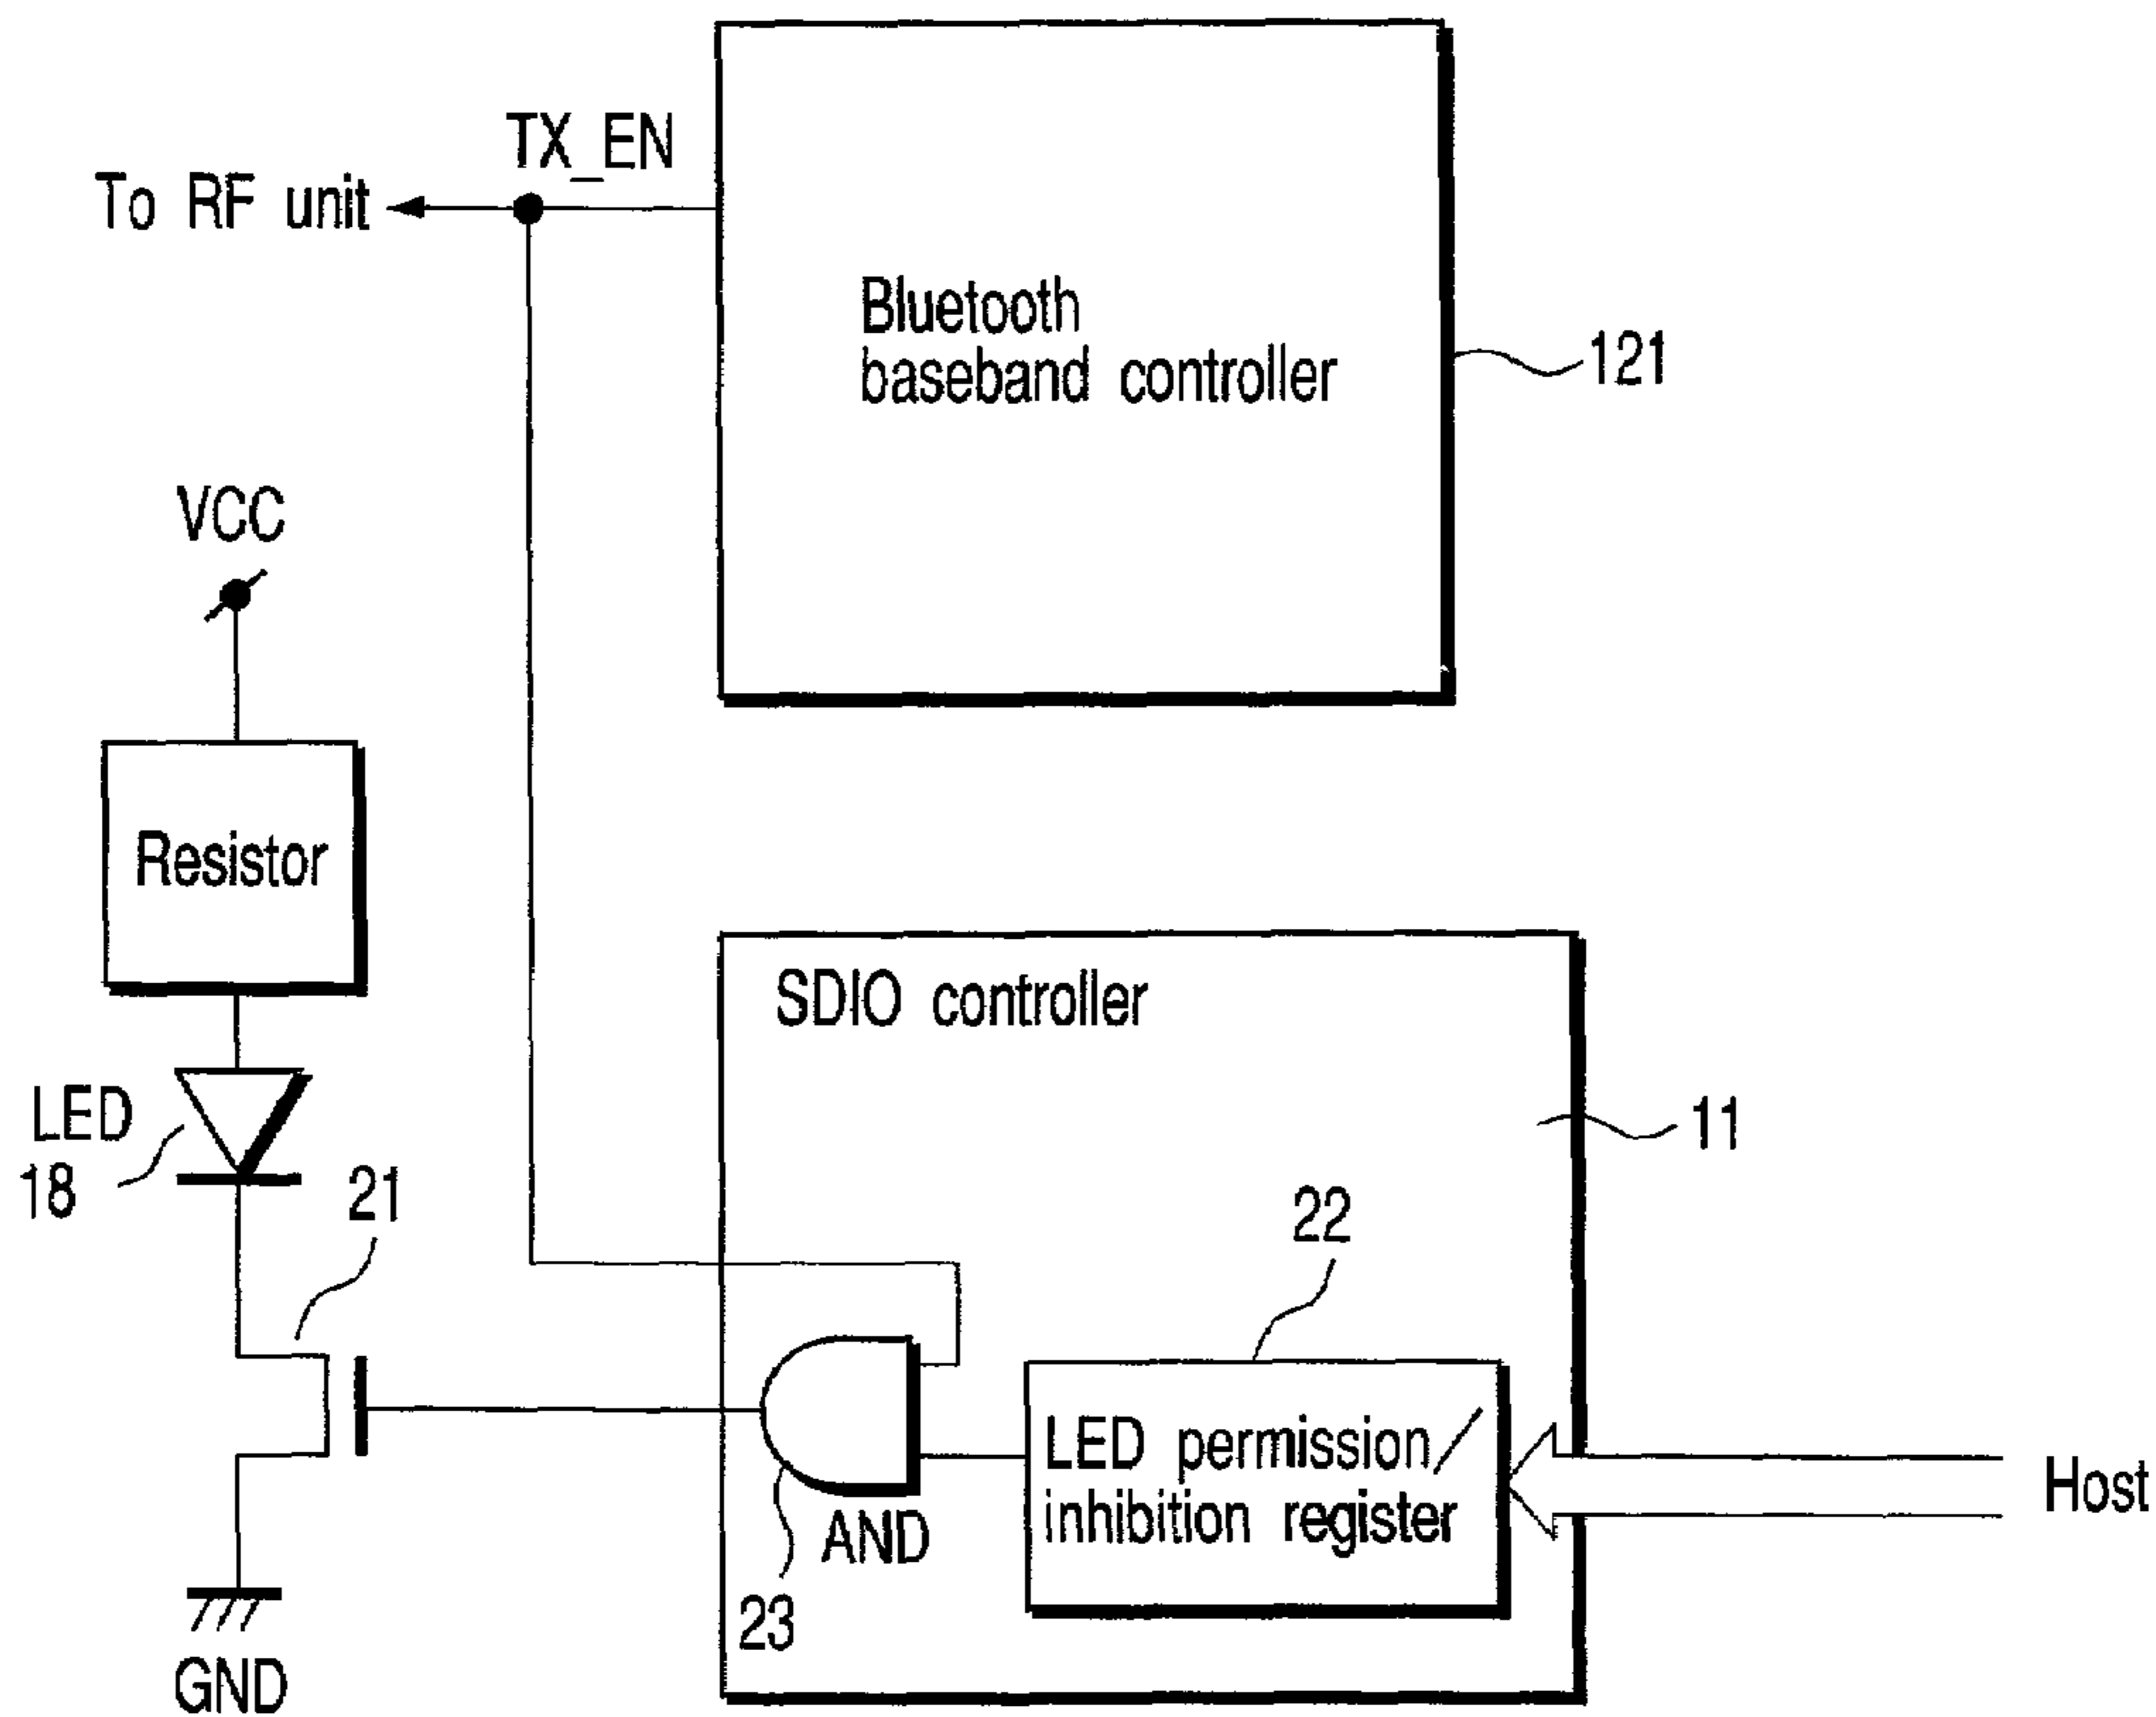 TX_EN
To RF unit
Bluetooth
baseband controller
121
VCC
Resistor
SDIO controller
LED
18
11
21
22
LED permission/
inhibition register
Host
AND
23
GND